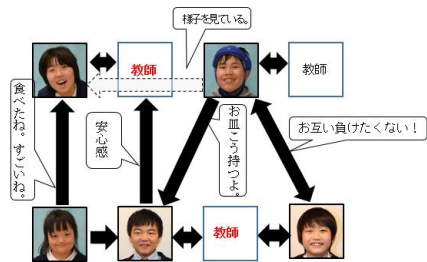 様子を見ている。
教師
教師
食べたね。すごいね。
安心感
お皿こう持つよ。
お互い負けたくない！
教師